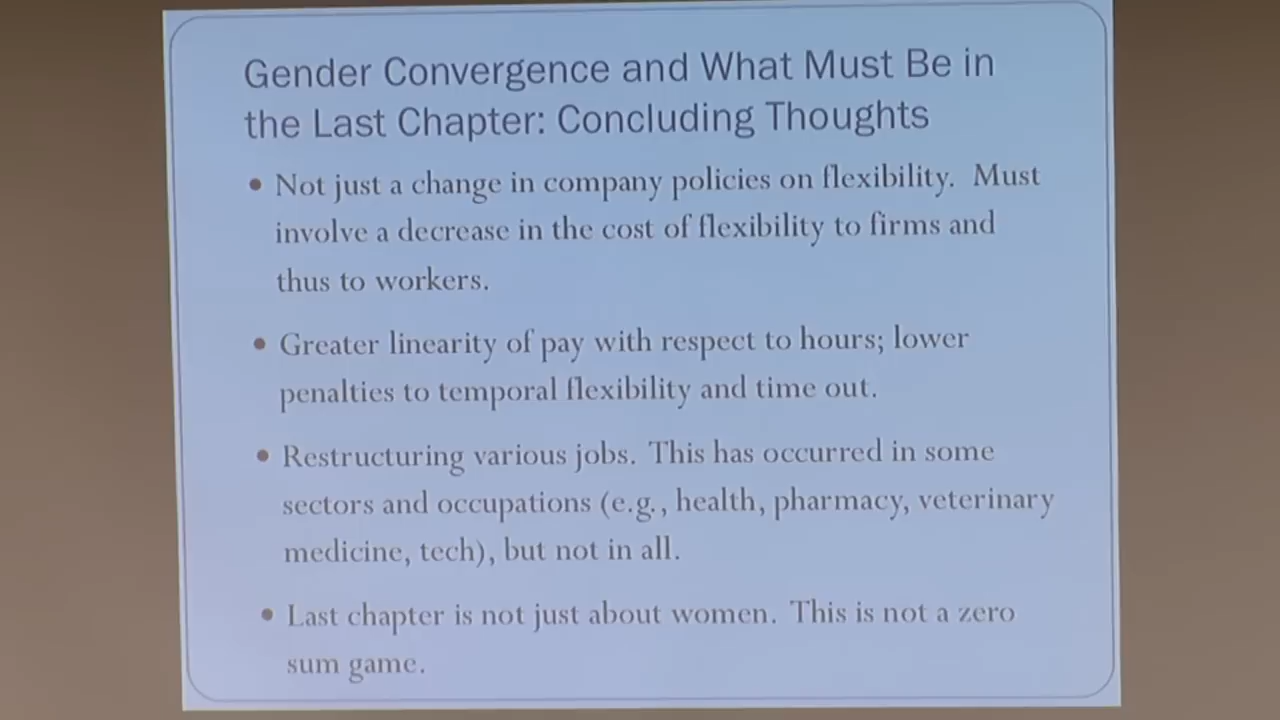 Gender Convergence and What Must Be in
the Last Chapter: Concluding Thoughts
• Not just a change in company policies on flexibility. Must
involve a decrease in the cost of flexibility to firms and
thus to workers.
• Greater linearity of pay with respect to hours; lower
penalties to temporal flexibility and time out.
• Restructuring various jobs. This has occurred in some
sectors and occupations (e.g., health, pharmacy, veterinary
medicine, tech), but not in all.
• Last chapter is not just about women. This is not a zero
sum game.